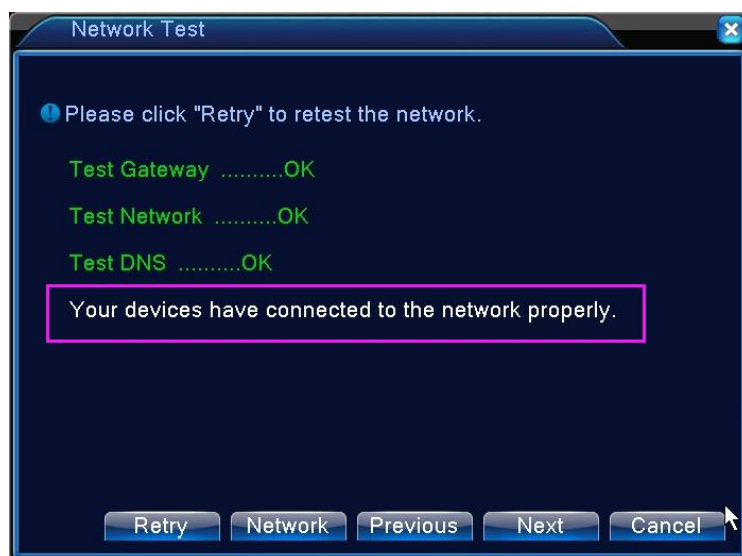 Network Test
Please click "Retry" to retest the network.
Test Gateway ..........OK
Test Network ..........OK
Test DNS ..........OK
Your devices have connected to the network properly.
Retry Network Previous Next Cancel